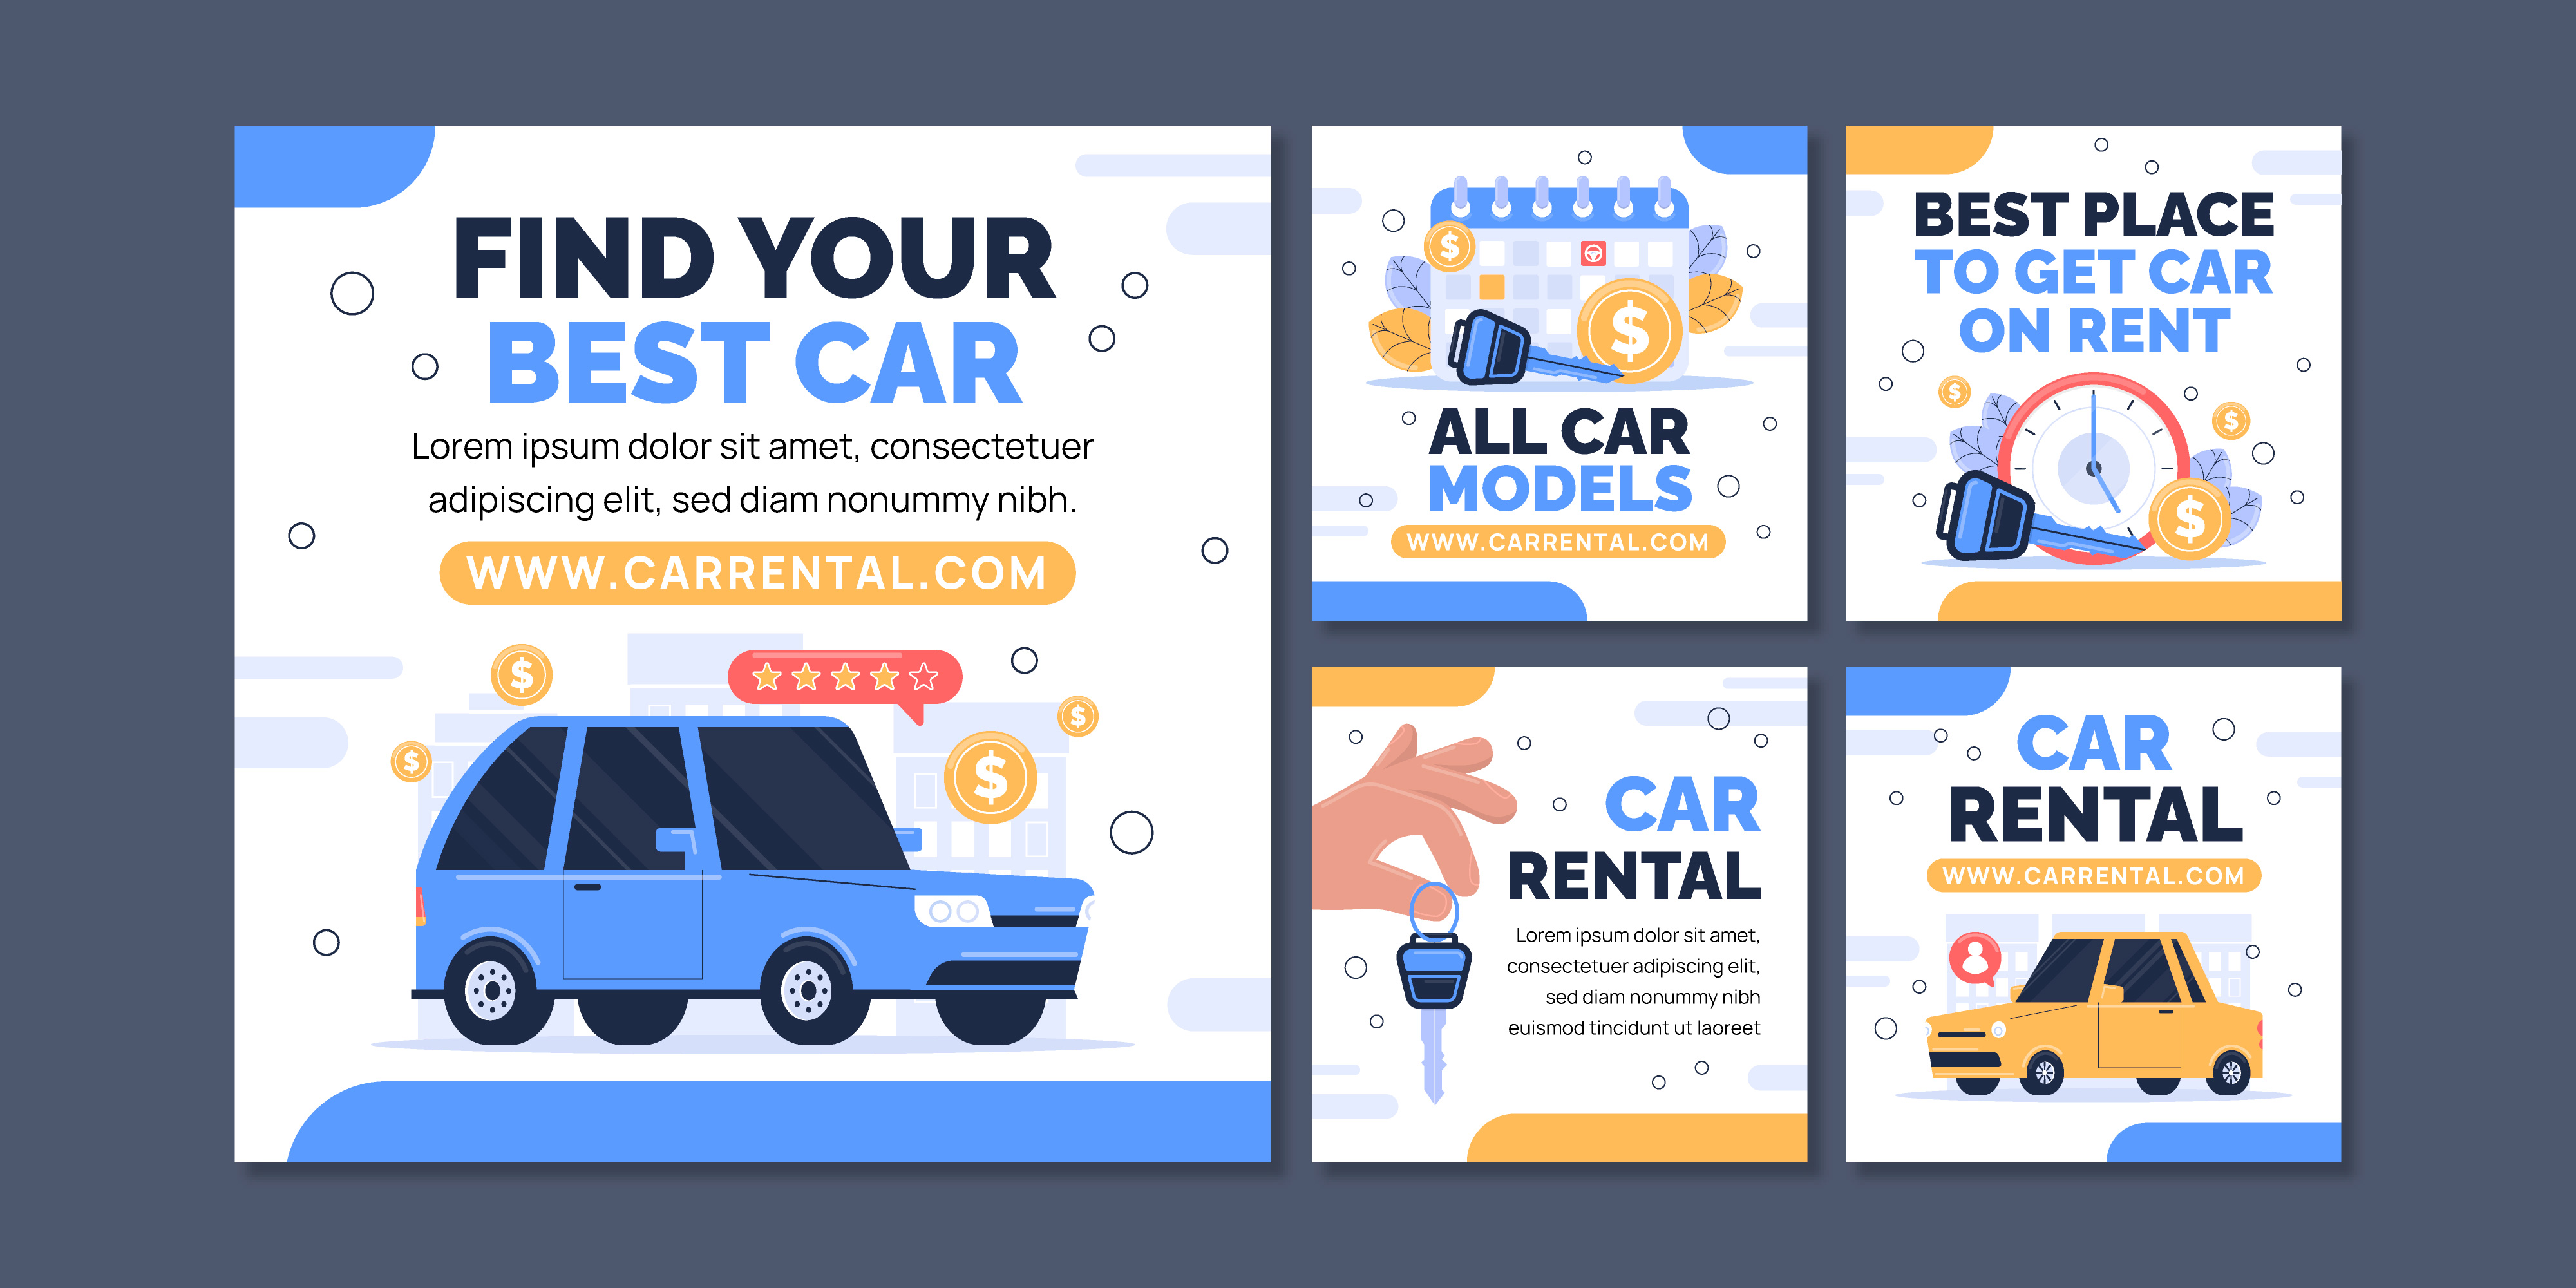 FIND YOUR
BEST CAR
Lorem ipsum dolor sit amet, consectetuer
adipiscing elit, sed diam nonummy nibh.
WWW.CARRENTAL.COM
$
$
$
$
$
$
ALL CAR
MODELS
WWW.CARRENTAL.COM
BEST PLACE
TO GET CAR
ON RENT
$
$
$
CAR
RENTAL
Lorem ipsum dolor sit amet,
consectetuer adipiscing elit,
sed diam nonummy nibh
euismod tincidunt ut laoreet
CAR
RENTAL
WWW.CARRENTAL.COM